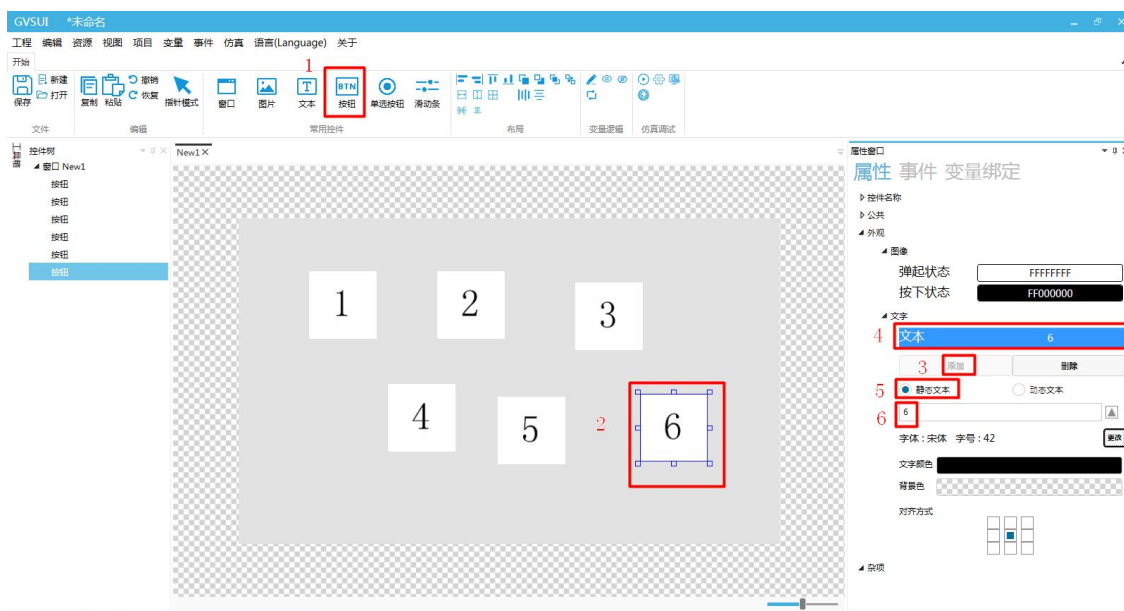 GVSUI *未命名
工程 编辑 资源 视图 项目 变量 事件 仿真 语言(Language) 关于
开始
1
保存 新建 打开 复制 粘贴 撤销 恢复 指针模式 窗口 图片 T 文本 BTN 按钮 单选按钮 滑动条
文件 编辑 常用控件 布局 变量逻辑 仿真调试
工具箱
控件树
窗口 New1
按钮
按钮
按钮
按钮
按钮
按钮
New1
1 2 3
4 5 2 6
属性窗口
属性 事件 变量绑定
控件名称
公共
外观
图像
弹起状态 FFFFFFFF
按下状态 FF000000
文字
4 文本 6
3 添加 删除
5 静态文本 动态文本
6 6
字体 : 宋体 字号 : 42 更改
文字颜色
背景色
对齐方式
杂项